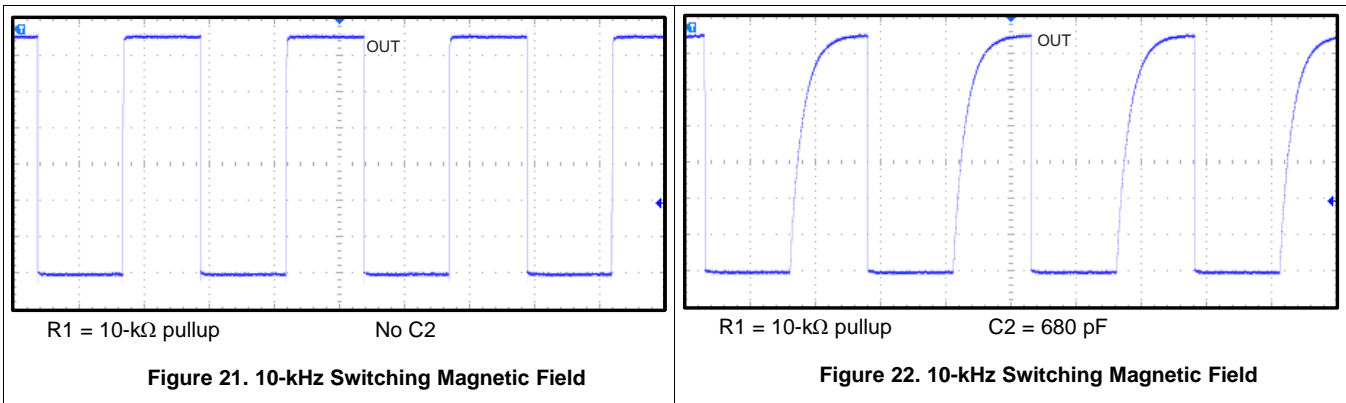 OUT
R1 = 10-kΩ pullup No C2
Figure 21. 10-kHz Switching Magnetic Field
OUT
R1 = 10-kΩ pullup C2 = 680 pF
Figure 22. 10-kHz Switching Magnetic Field